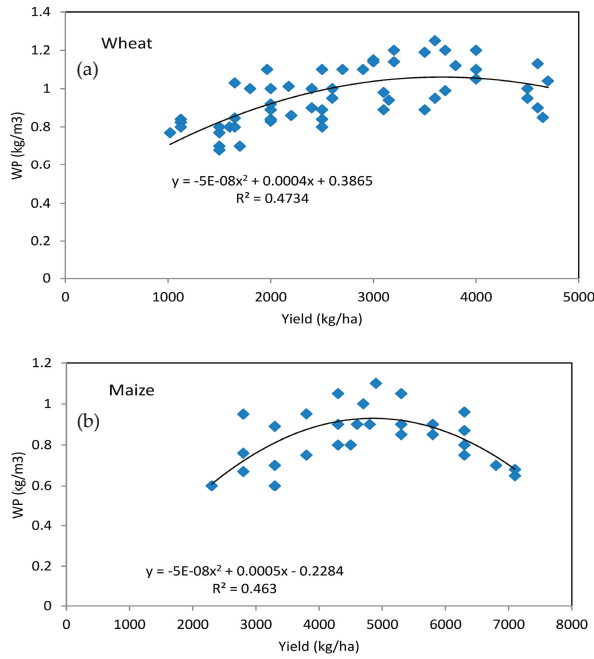 Wheat
(a)
WP (kg/m3)
1.4
1.2
1
0.8
0.6
0.4
0.2
0
y = -5E-08x² + 0.0004x + 0.3865
R² = 0.4734
0 1000 2000 3000 4000 5000
Yield (kg/ha)
Maize
(b)
WP (kg/m3)
1.2
1
0.8
0.6
0.4
0.2
0
y = -5E-08x² + 0.0005x - 0.2284
R² = 0.463
0 1000 2000 3000 4000 5000 6000 7000 8000
Yield (kg/ha)